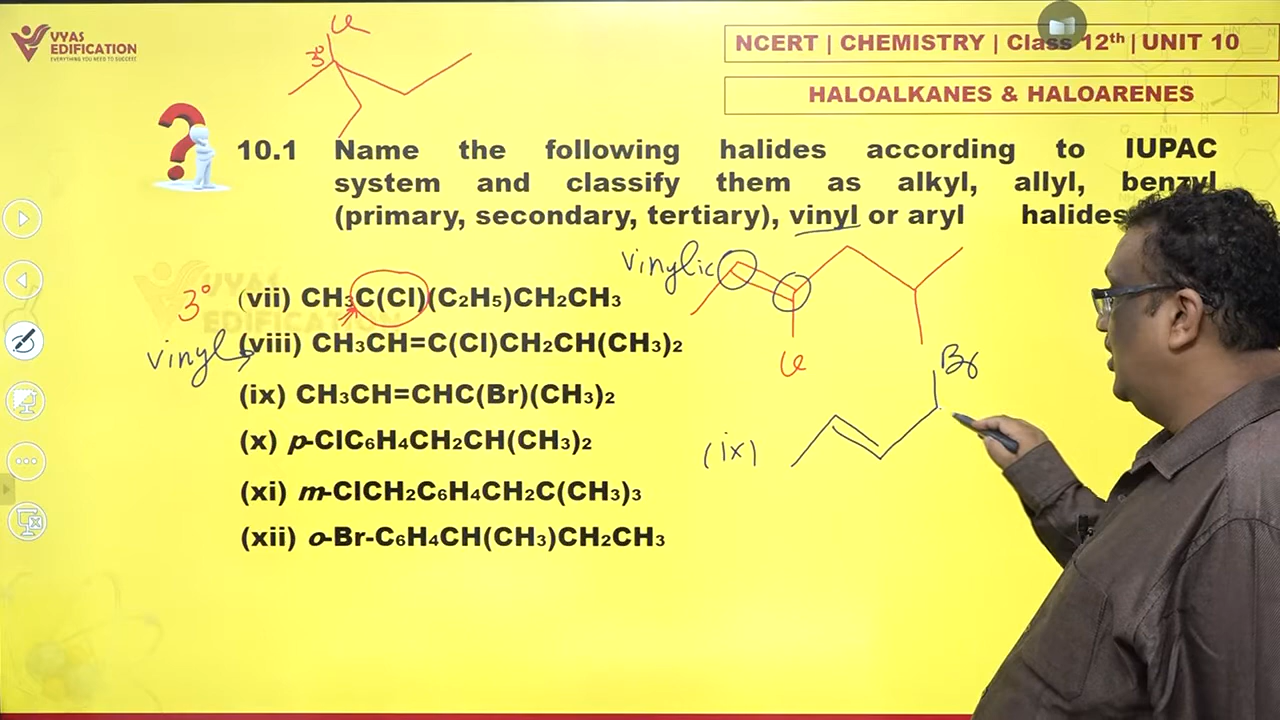 VYAS
EDIFICATION
EVERYTHING YOU NEED TO SUCCEED
Cl
3°
NCERT | CHEMISTRY | Class 12th | UNIT 10
HALOALKANES & HALOARENES
10.1 Name the following halides according to IUPAC
system and classify them as alkyl, allyl, benzyl
(primary, secondary, tertiary), vinyl or aryl halides
vinylic
3° (vii) CH₃C(Cl)(C₂H₅)CH₂CH₃
vinyl (viii) CH₃CH=C(Cl)CH₂CH(CH₃)₂
Cl
Br
(ix) CH₃CH=CHC(Br)(CH₃)₂
(x) p-ClC₆H₄CH₂CH(CH₃)₂
(ix)
(xi) m-ClCH₂C₆H₄CH₂C(CH₃)₃
(xii) o-Br-C₆H₄CH(CH₃)CH₂CH₃